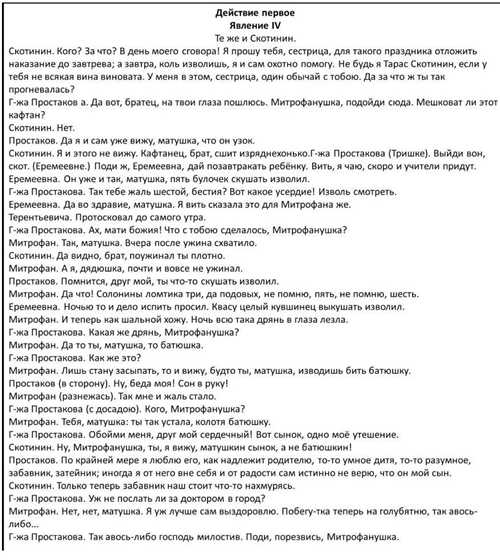 Действие первое
Явление IV
Те же и Скотинин.
Скотинин. Кого? За что? В день моего сговора! Я прошу тебя, сестрица, для такого праздника отложить
наказание до завтрева; а завтра, коль изволишь, я и сам охотно помогу. Не будь я Тарас Скотинин, если у
тебя не всякая вина виновата. У меня в этом, сестрица, один обычай с тобою. Да за что ж ты так
прогневалась?
Г-жа Простаков а. Да вот, братец, на твои глаза пошлюсь. Митрофанушка, подойди сюда. Мешковат ли этот
кафтан?
Скотинин. Нет.
Простаков. Да я и сам уже вижу, матушка, что он узок.
Скотинин. Я и этого не вижу. Кафтанец, брат, сшит изряднехонько.Г-жа Простакова (Тришке). Выйди вон,
скот. (Еремеевне.) Поди ж, Еремеевна, дай позавтракать ребёнку. Вить, я чаю, скоро и учители придут.
Еремеевна. Он уже и так, матушка, пять булочек скушать изволил.
Г-жа Простакова. Так тебе жаль шестой, бестия? Вот какое усердие! Изволь смотреть.
Еремеевна. Да во здравие, матушка. Я вить сказала это для Митрофана же.
Терентьевича. Протосковал до самого утра.
Г-жа Простакова. Ах, мати божия! Что с тобою сделалось, Митрофанушка?
Митрофан. Так, матушка. Вчера после ужина схватило.
Скотинин. Да видно, брат, поужинал ты плотно.
Митрофан. А я, дядюшка, почти и вовсе не ужинал.
Простаков. Помнится, друг мой, ты что-то скушать изволил.
Митрофан. Да что! Солонины ломтика три, да подовых, не помню, пять, не помню, шесть.
Еремеевна. Ночью то и дело испить просил. Квасу целый кувшинец выкушать изволил.
Митрофан. И теперь как шальной хожу. Ночь всю така дрянь в глаза лезла.
Г-жа Простакова. Какая же дрянь, Митрофанушка?
Митрофан. Да то ты, матушка, то батюшка.
Г-жа Простакова. Как же это?
Митрофан. Лишь стану засыпать, то и вижу, будто ты, матушка, изводишь бить батюшку.
Простаков (в сторону). Ну, беда моя! Сон в руку!
Митрофан (разнежась). Так мне и жаль стало.
Г-жа Простакова (с досадою). Кого, Митрофанушка?
Митрофан. Тебя, матушка: ты так устала, колотя батюшку.
Г-жа Простакова. Обойми меня, друг мой сердечный! Вот сынок, одно моё утешение.
Скотинин. Ну, Митрофанушка, ты, я вижу, матушкин сынок, а не батюшкин!
Простаков. По крайней мере я люблю его, как надлежит родителю, то-то умное дитя, то-то разумное,
забавник, затейник; иногда я от него вне себя и от радости сам истинно не верю, что он мой сын.
Скотинин. Только теперь забавник наш стоит что-то нахмурясь.
Г-жа Простакова. Уж не послать ли за доктором в город?
Митрофан. Нет, нет, матушка. Я уж лучше сам выздоровлю. Побегу-тка теперь на голубятню, так авось-
либо...
Г-жа Простакова. Так авось-либо господь милостив. Поди, порезвись, Митрофанушка.